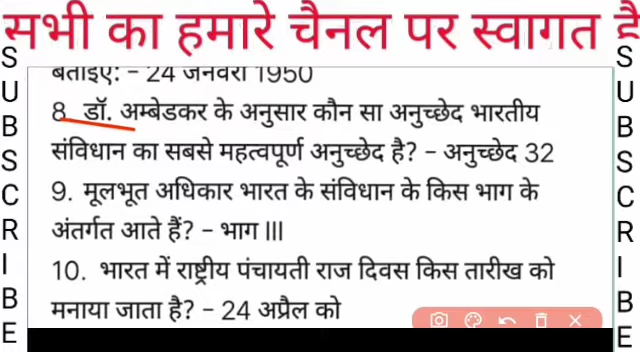 सभी का हमारे चैनल पर स्वागत है
बताइए: - 24 जनवरी 1950
8. डॉ. अम्बेडकर के अनुसार कौन सा अनुच्छेद भारतीय
संविधान का सबसे महत्वपूर्ण अनुच्छेद है? - अनुच्छेद 32
9. मूलभूत अधिकार भारत के संविधान के किस भाग के
अंतर्गत आते हैं? - भाग III
10. भारत में राष्ट्रीय पंचायती राज दिवस किस तारीख को
मनाया जाता है? - 24 अप्रैल को
SUBSCRIBE
SUBSCRIBE